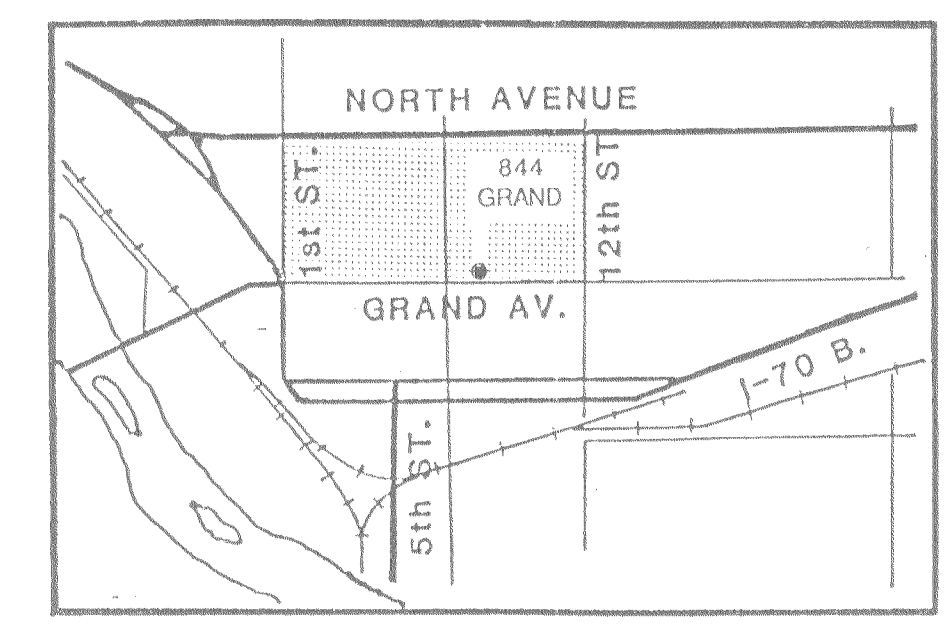 NORTH AVENUE
1st ST.
844
GRAND
12th ST
GRAND AV.
I-70 B.
5th ST.